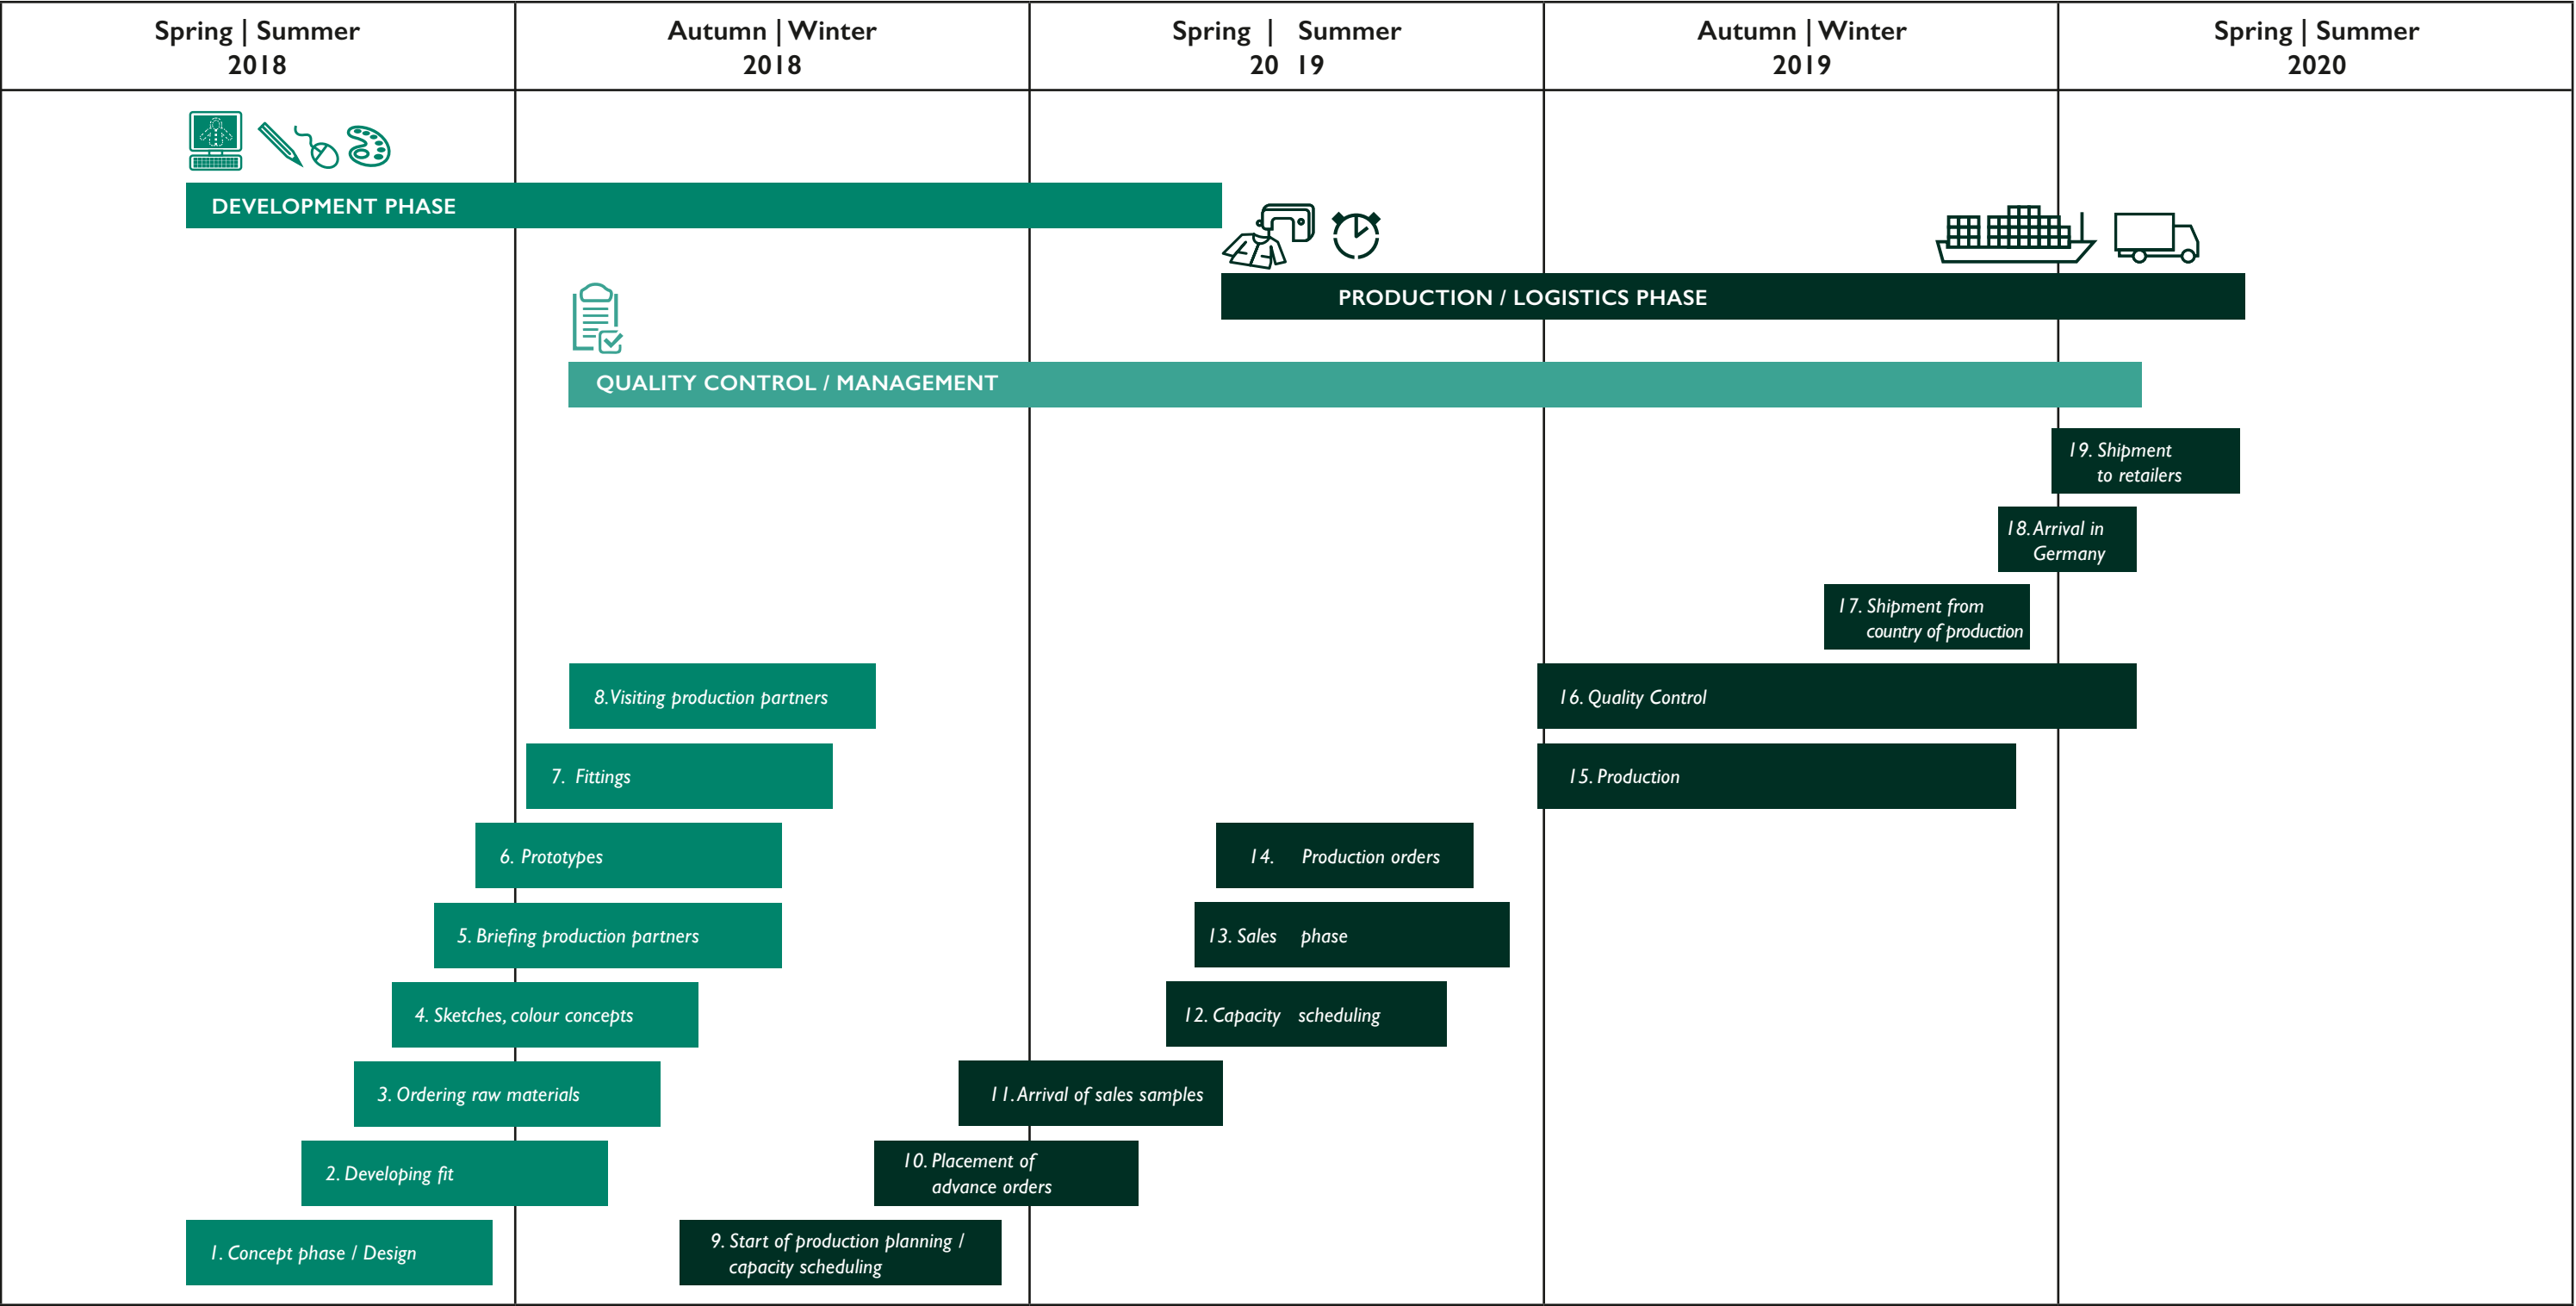 Spring | Summer
2018
Autumn | Winter
2018
Spring | Summer
20 19
Autumn | Winter
2019
Spring | Summer
2020
DEVELOPMENT PHASE
PRODUCTION / LOGISTICS PHASE
QUALITY CONTROL / MANAGEMENT
19. Shipment
to retailers
18. Arrival in
Germany
17. Shipment from
country of production
8. Visiting production partners
16. Quality Control
7. Fittings
15. Production
6. Prototypes
14. Production orders
5. Briefing production partners
13. Sales phase
4. Sketches, colour concepts
12. Capacity scheduling
3. Ordering raw materials
11. Arrival of sales samples
2. Developing fit
10. Placement of
advance orders
1. Concept phase / Design
9. Start of production planning /
capacity scheduling